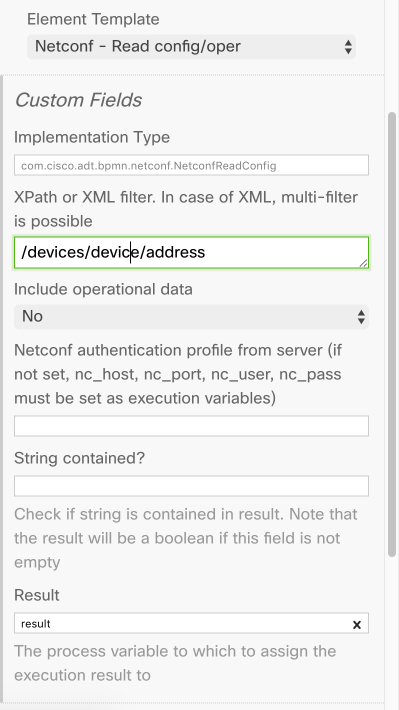 Element Template
Netconf - Read config/oper
Custom Fields
Implementation Type
com.cisco.adt.bpmn.netconf.NetconfReadConfig
XPath or XML filter. In case of XML, multi-filter
is possible
/devices/device/address
Include operational data
No
Netconf authentication profile from server (if
not set, nc_host, nc_port, nc_user, nc_pass
must be set as execution variables)
String contained?
Check if string is contained in result. Note that
the result will be a boolean if this field is not
empty
Result
result
The process variable to which to assign the
execution result to